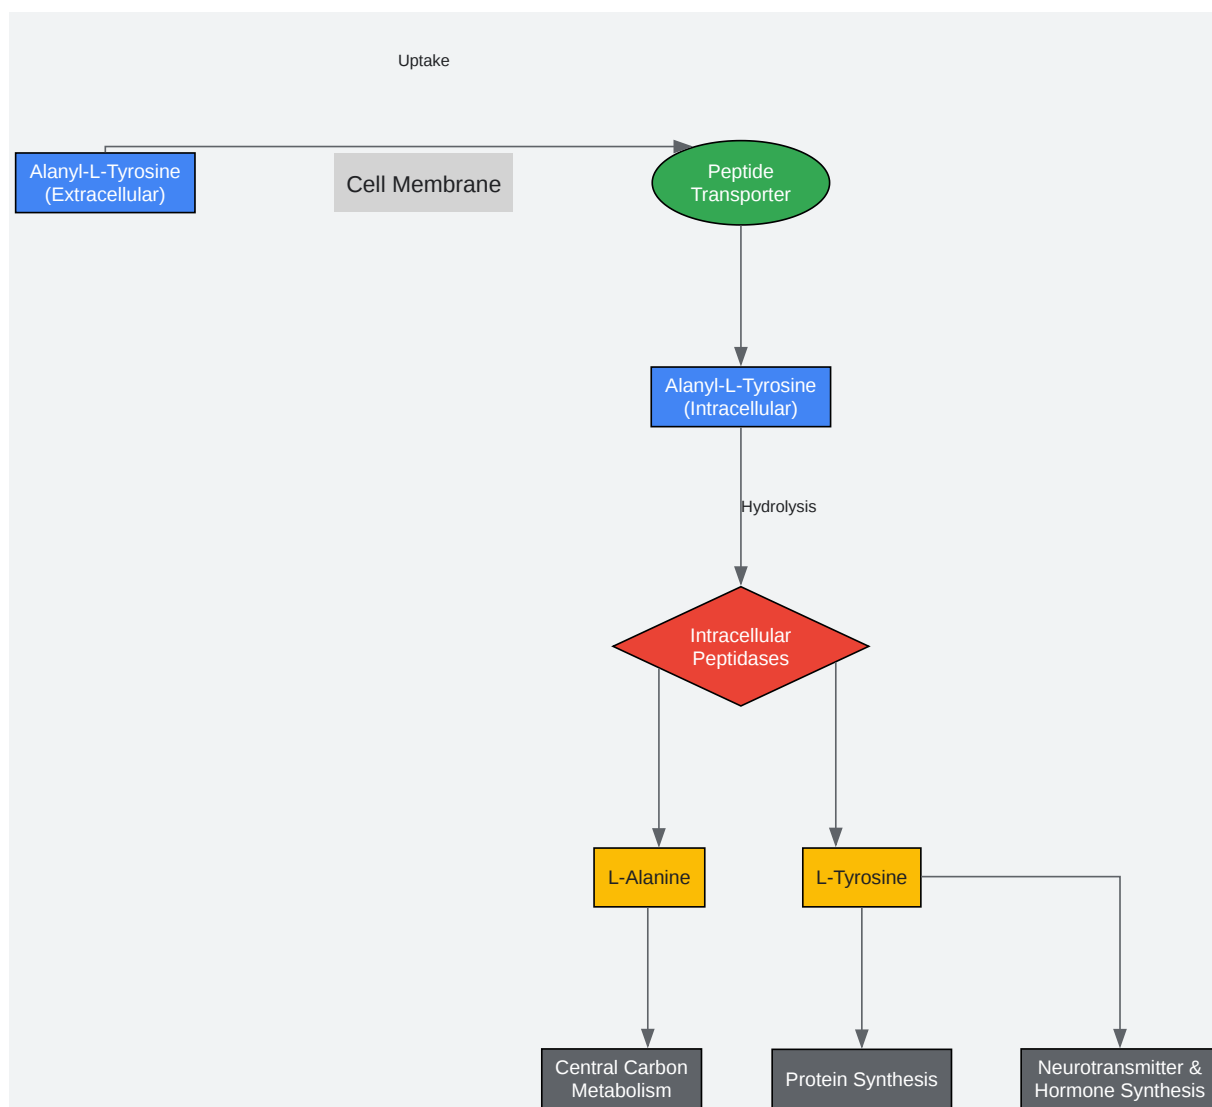 Uptake
Alanyl-L-Tyrosine
(Extracellular)
Cell Membrane
Peptide
Transporter
Alanyl-L-Tyrosine
(Intracellular)
Hydrolysis
Intracellular
Peptidases
L-Alanine
L-Tyrosine
Central Carbon
Metabolism
Protein Synthesis
Neurotransmitter &
Hormone Synthesis